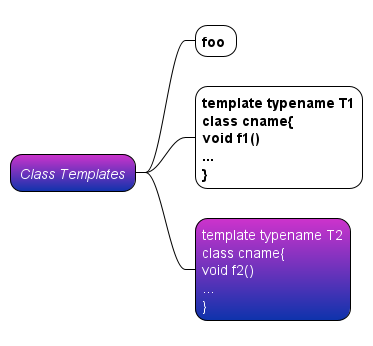 foo
template typename T1
class cname{
void f1()
...
}
Class Templates
template typename T2
class cname{
void f2()
...
}